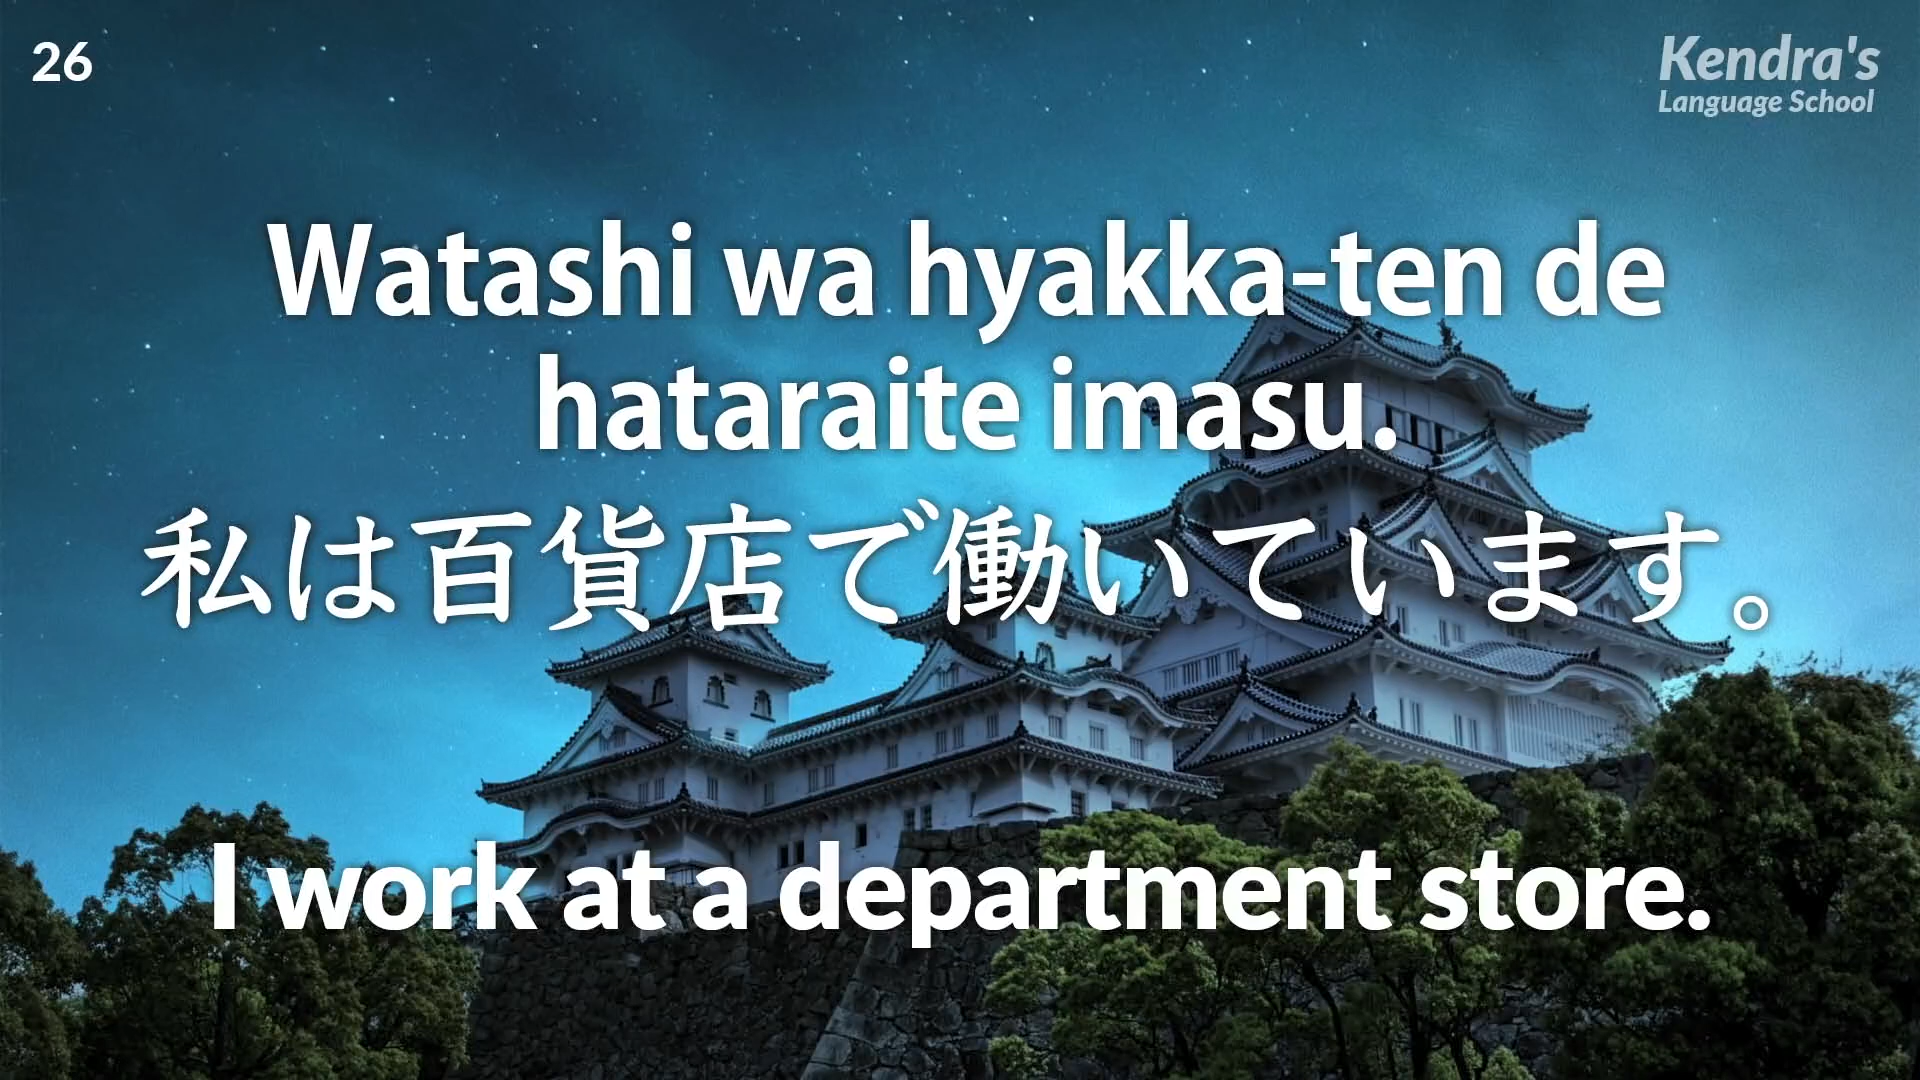 26
Kendra's
Language School
Watashi wa hyakka-ten de
hataraite imasu.
私は百貨店で働いています。
I work at a department store.